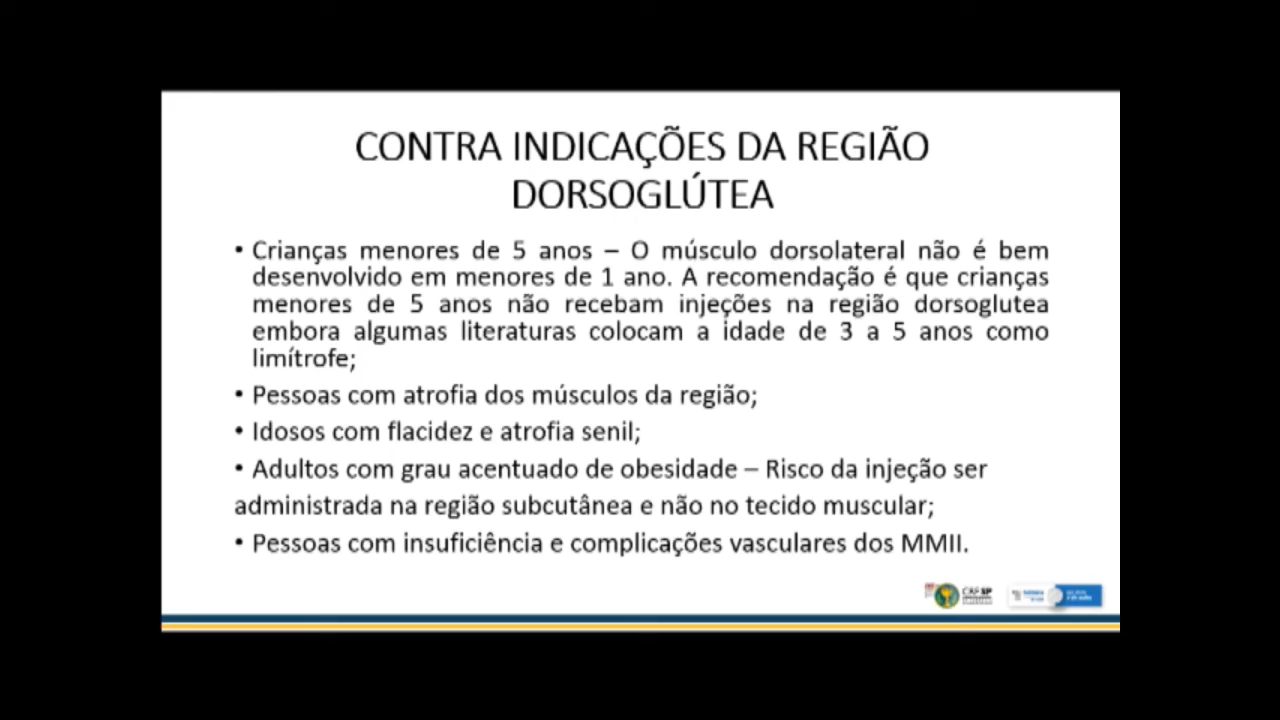 CONTRA INDICAÇÕES DA REGIÃO
DORSOGLÚTEA
• Crianças menores de 5 anos – O músculo dorsolateral não é bem
desenvolvido em menores de 1 ano. A recomendação é que crianças
menores de 5 anos não recebam injeções na região dorsoglutea
embora algumas literaturas colocam a idade de 3 a 5 anos como
limítrofe;
• Pessoas com atrofia dos músculos da região;
• Idosos com flacidez e atrofia senil;
• Adultos com grau acentuado de obesidade – Risco da injeção ser
administrada na região subcutânea e não no tecido muscular;
• Pessoas com insuficiência e complicações vasculares dos MMII.
CRF SP